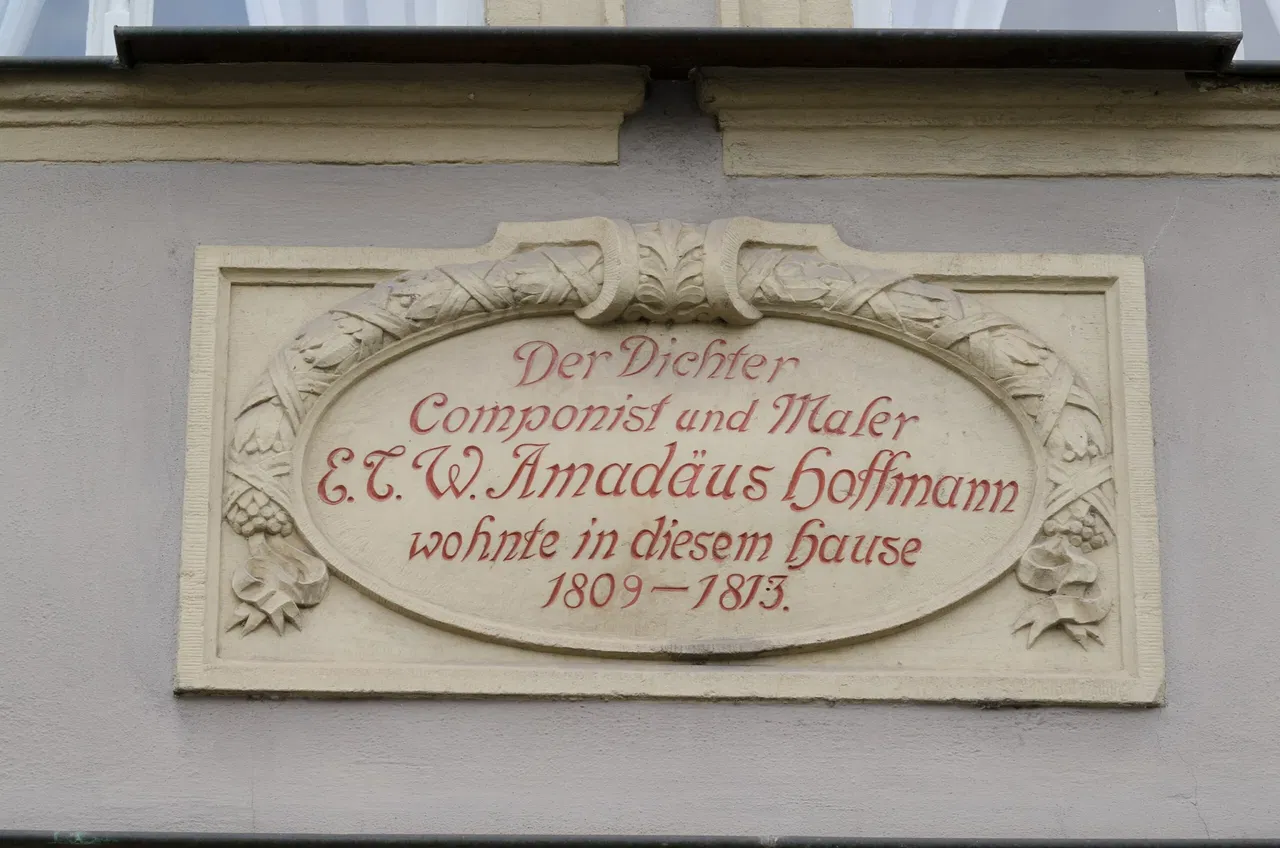 Der Dichter
Componist und Maler
E.T.W. Amadäus Hoffmann
wohnte in diesem Hause
1809–1813.